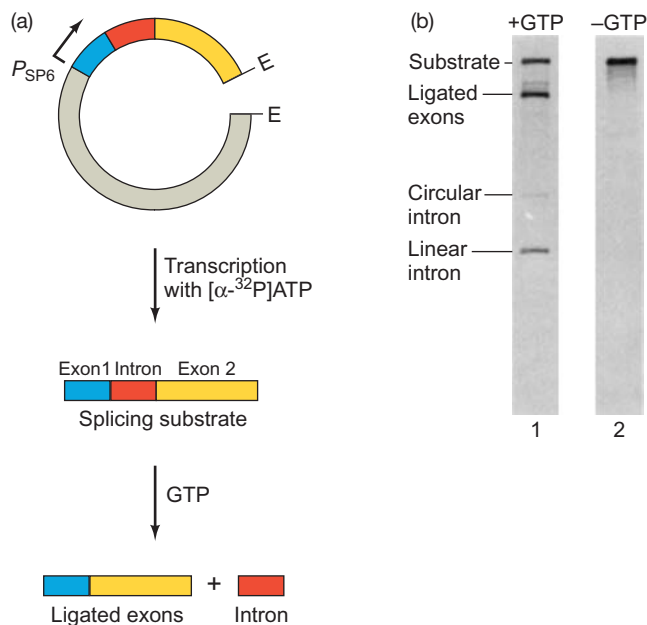 (a)
P_SP6
E
E
Transcription
with [α-³²P]ATP
Exon1 Intron Exon 2
Splicing substrate
GTP
+
Ligated exons Intron
(b)
+GTP –GTP
Substrate
Ligated
exons
Circular
intron
Linear
intron
1 2